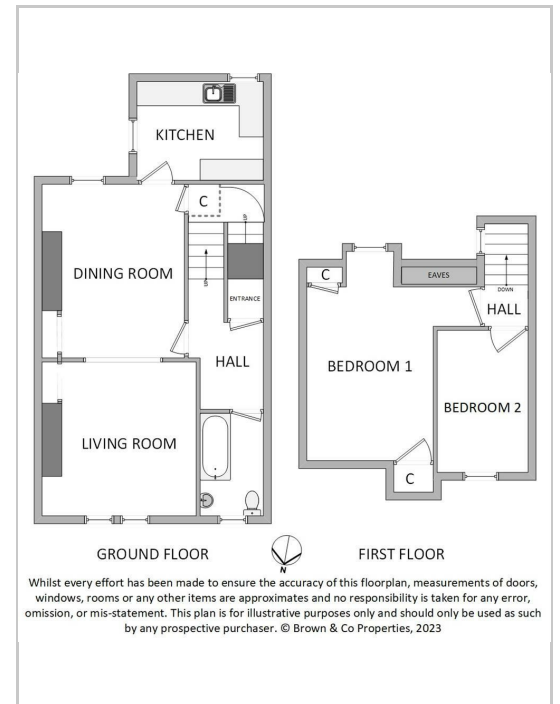 KITCHEN
C
UP
DINING ROOM
UP
ENTRANCE
HALL
LIVING ROOM
C
EAVES
DOWN
HALL
BEDROOM 1
BEDROOM 2
C
GROUND FLOOR
N
FIRST FLOOR
Whilst every effort has been made to ensure the accuracy of this floorplan, measurements of doors,
windows, rooms or any other items are approximates and no responsibility is taken for any error,
omission, or mis-statement. This plan is for illustrative purposes only and should only be used as such
by any prospective purchaser. © Brown & Co Properties, 2023